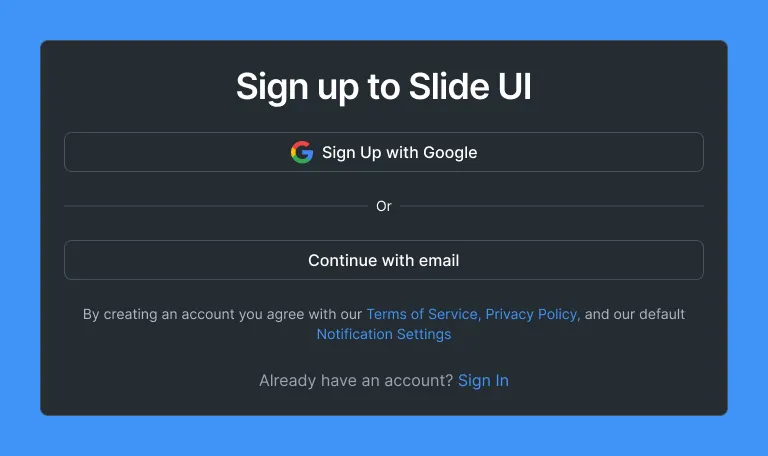 Sign up to Slide UI
Sign Up with Google
Or
Continue with email
By creating an account you agree with our Terms of Service, Privacy Policy, and our default
Notification Settings
Already have an account? Sign In